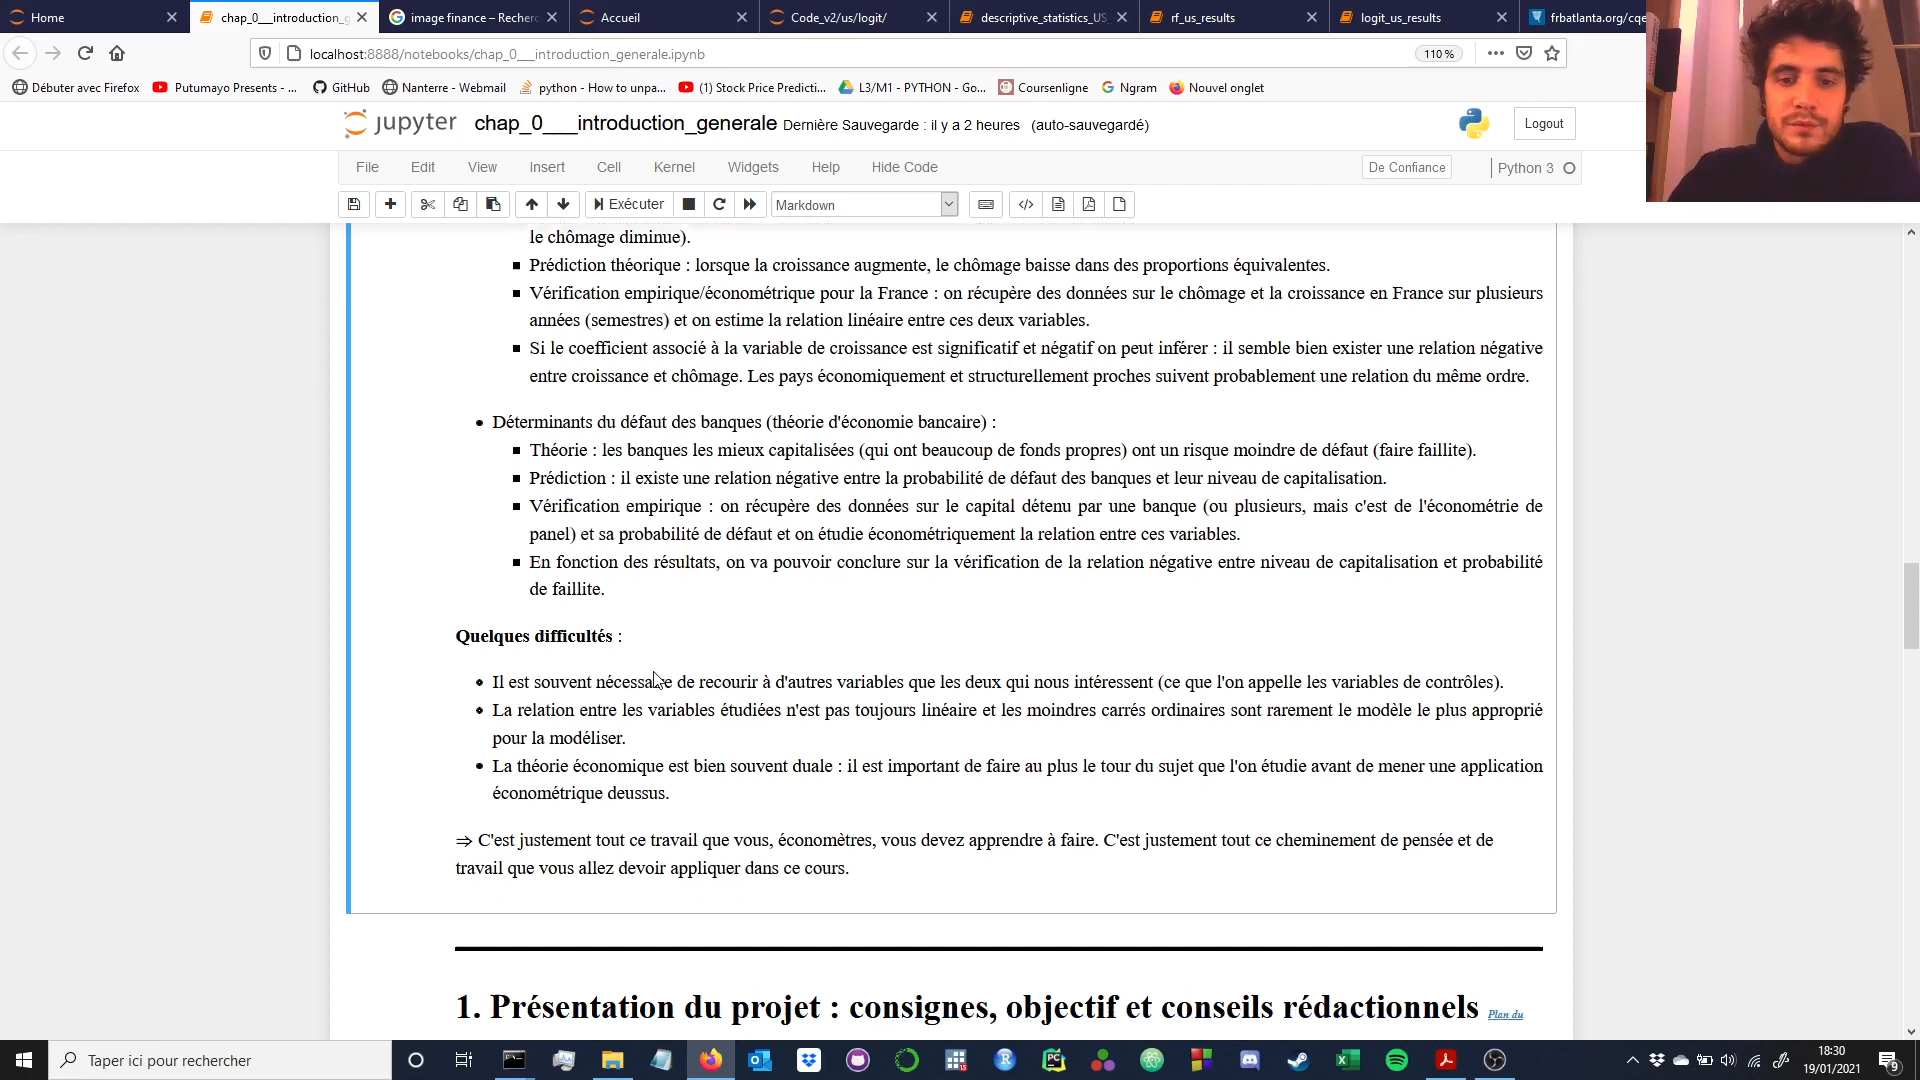 Home
chap_0___introduction_g
image finance – Recherc
Accueil
Code_v2/us/logit/
descriptive_statistics_US
rf_us_results
logit_us_results
frbatlanta.org/cqe
localhost:8888/notebooks/chap_0___introduction_generale.ipynb
110 %
Débuter avec Firefox
Putumayo Presents - ...
GitHub
Nanterre - Webmail
python - How to unpa...
(1) Stock Price Predicti...
L3/M1 - PYTHON - Go...
Coursenligne
Ngram
Nouvel onglet
jupyter chap_0___introduction_generale Dernière Sauvegarde : il y a 2 heures (auto-sauvegardé)
Logout
File Edit View Insert Cell Kernel Widgets Help Hide Code
De Confiance
Python 3
Exécuter
Markdown
le chômage diminue).
Prédiction théorique : lorsque la croissance augmente, le chômage baisse dans des proportions équivalentes.
Vérification empirique/économétrique pour la France : on récupère des données sur le chômage et la croissance en France sur plusieurs
années (semestres) et on estime la relation linéaire entre ces deux variables.
Si le coefficient associé à la variable de croissance est significatif et négatif on peut inférer : il semble bien exister une relation négative
entre croissance et chômage. Les pays économiquement et structurellement proches suivent probablement une relation du même ordre.
Déterminants du défaut des banques (théorie d'économie bancaire) :
Théorie : les banques les mieux capitalisées (qui ont beaucoup de fonds propres) ont un risque moindre de défaut (faire faillite).
Prédiction : il existe une relation négative entre la probabilité de défaut des banques et leur niveau de capitalisation.
Vérification empirique : on récupère des données sur le capital détenu par une banque (ou plusieurs, mais c'est de l'économétrie de
panel) et sa probabilité de défaut et on étudie économétriquement la relation entre ces variables.
En fonction des résultats, on va pouvoir conclure sur la vérification de la relation négative entre niveau de capitalisation et probabilité
de faillite.
Quelques difficultés :
Il est souvent nécessaire de recourir à d'autres variables que les deux qui nous intéressent (ce que l'on appelle les variables de contrôles).
La relation entre les variables étudiées n'est pas toujours linéaire et les moindres carrés ordinaires sont rarement le modèle le plus approprié
pour la modéliser.
La théorie économique est bien souvent duale : il est important de faire au plus le tour du sujet que l'on étudie avant de mener une application
économétrique deussus.
⇒ C'est justement tout ce travail que vous, économètres, vous devez apprendre à faire. C'est justement tout ce cheminement de pensée et de
travail que vous allez devoir appliquer dans ce cours.
1. Présentation du projet : consignes, objectif et conseils rédactionnels Plan du
Taper ici pour rechercher
18:30
19/01/2021
9